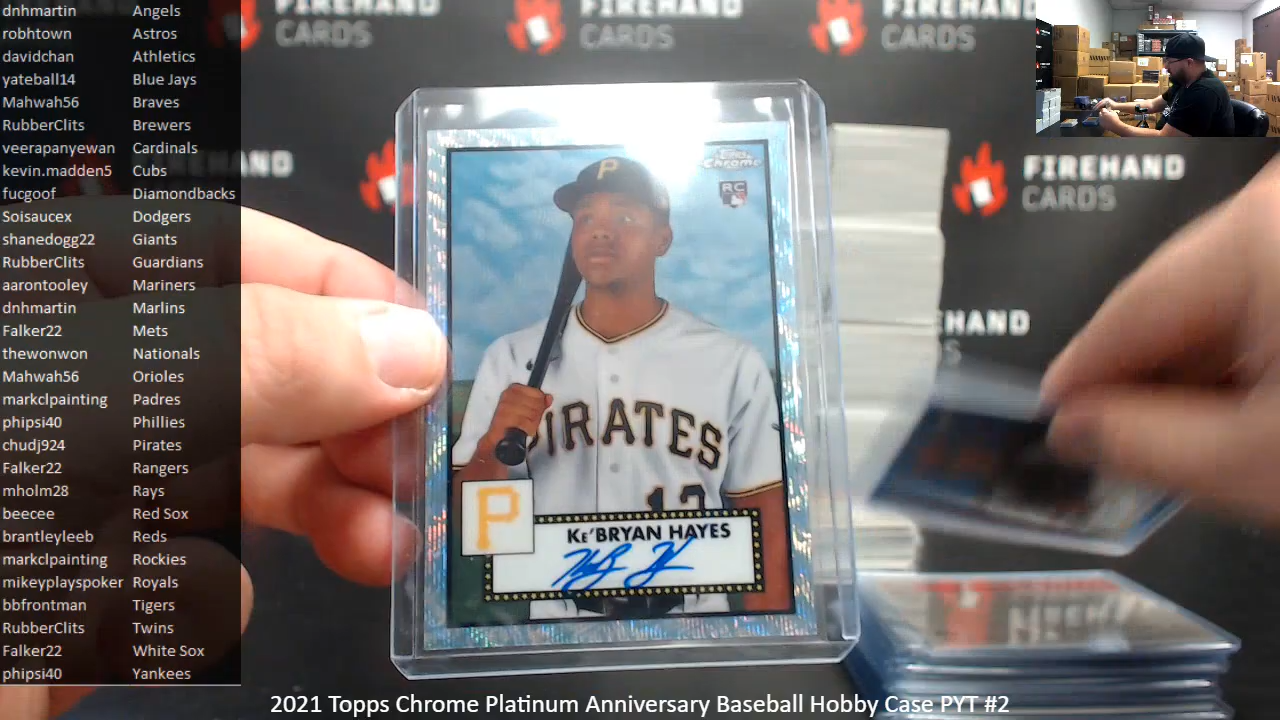 dnhmartin Angels
robhtown Astros
davidchan Athletics
yateball14 Blue Jays
Mahwah56 Braves
RubberClits Brewers
veerapanyewan Cardinals
kevin.madden5 Cubs
fucgoof Diamondbacks
Soisaucex Dodgers
shanedogg22 Giants
RubberClits Guardians
aarontooley Mariners
dnhmartin Marlins
Falker22 Mets
thewonwon Nationals
Mahwah56 Orioles
markclpainting Padres
phipsi40 Phillies
chudj924 Pirates
Falker22 Rangers
mholm28 Rays
beecee Red Sox
brantleyleeb Reds
markclpainting Rockies
mikeyplayspoker Royals
bbfrontman Tigers
RubberClits Twins
Falker22 White Sox
phipsi40 Yankees
FIREHAND
CARDS
FIREHAND
CARDS
FIREHAND
CARDS
FIREHAND
CARDS
P
Topps
Chrome
RC
PIRATES
13
P
KE'BRYAN HAYES
2021 Topps Chrome Platinum Anniversary Baseball Hobby Case PYT #2